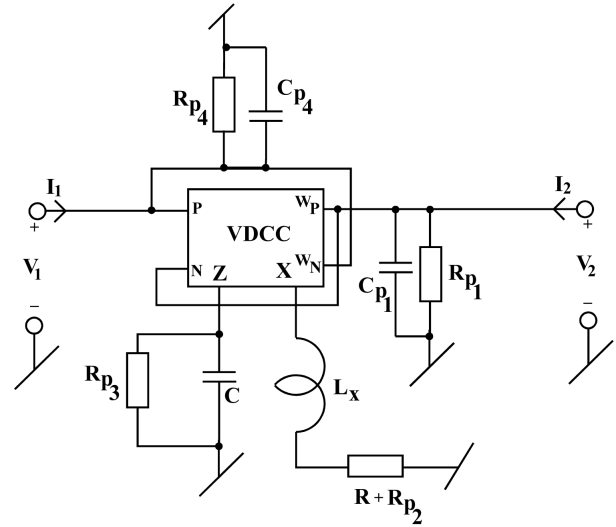 Rp4
Cp4
I1
I2
P
WP
VDCC
+
+
V1
V2
N
Z
X
WN
Cp1
Rp1
−
−
Rp3
C
Lx
R + Rp2